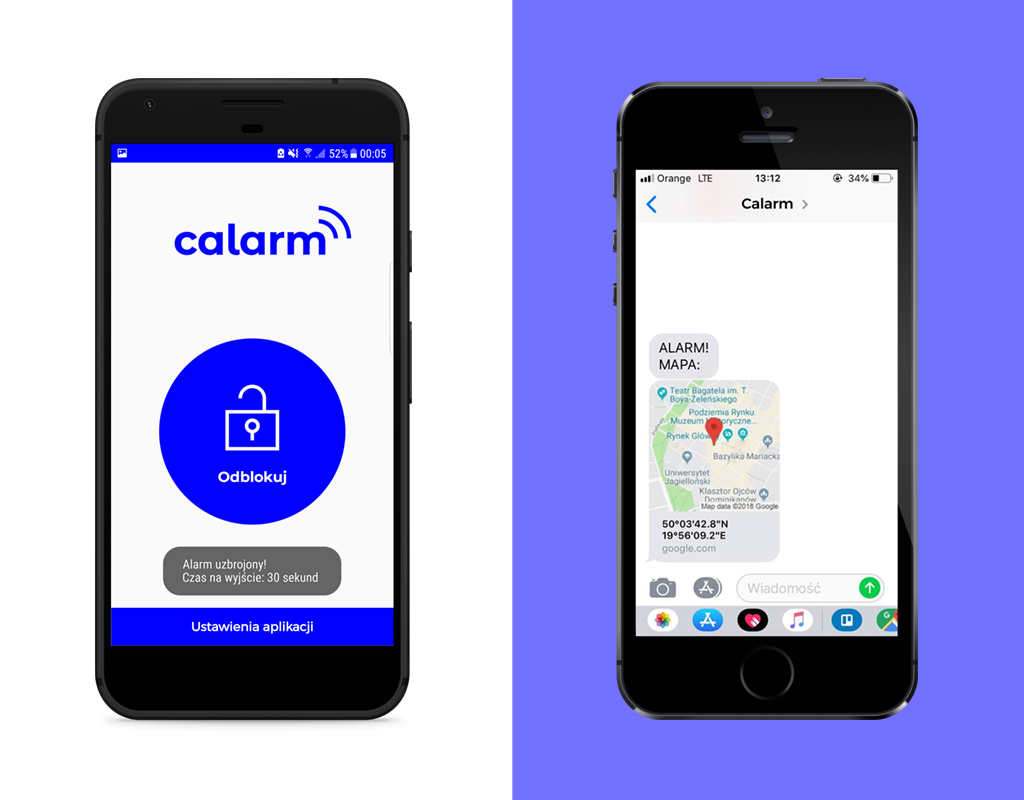 52% 00:05
calarm
Odblokuj
Alarm uzbrojony!
Czas na wyjście: 30 sekund
Ustawienia aplikacji
Orange LTE 13:12 34%
Calarm
ALARM!
MAPA:
Teatr Bagatela im. T.
Boya-Żeleńskiego
Podziemia Rynku.
Muzeum
Rynek Głów
Bazylika Mariacka
Uniwersytet
Jagielloński
Klasztor Ojców
Dominikanów
Map data ©2018 Google
50°03'42.8"N
19°56'09.2"E
google.com
Wiadomość